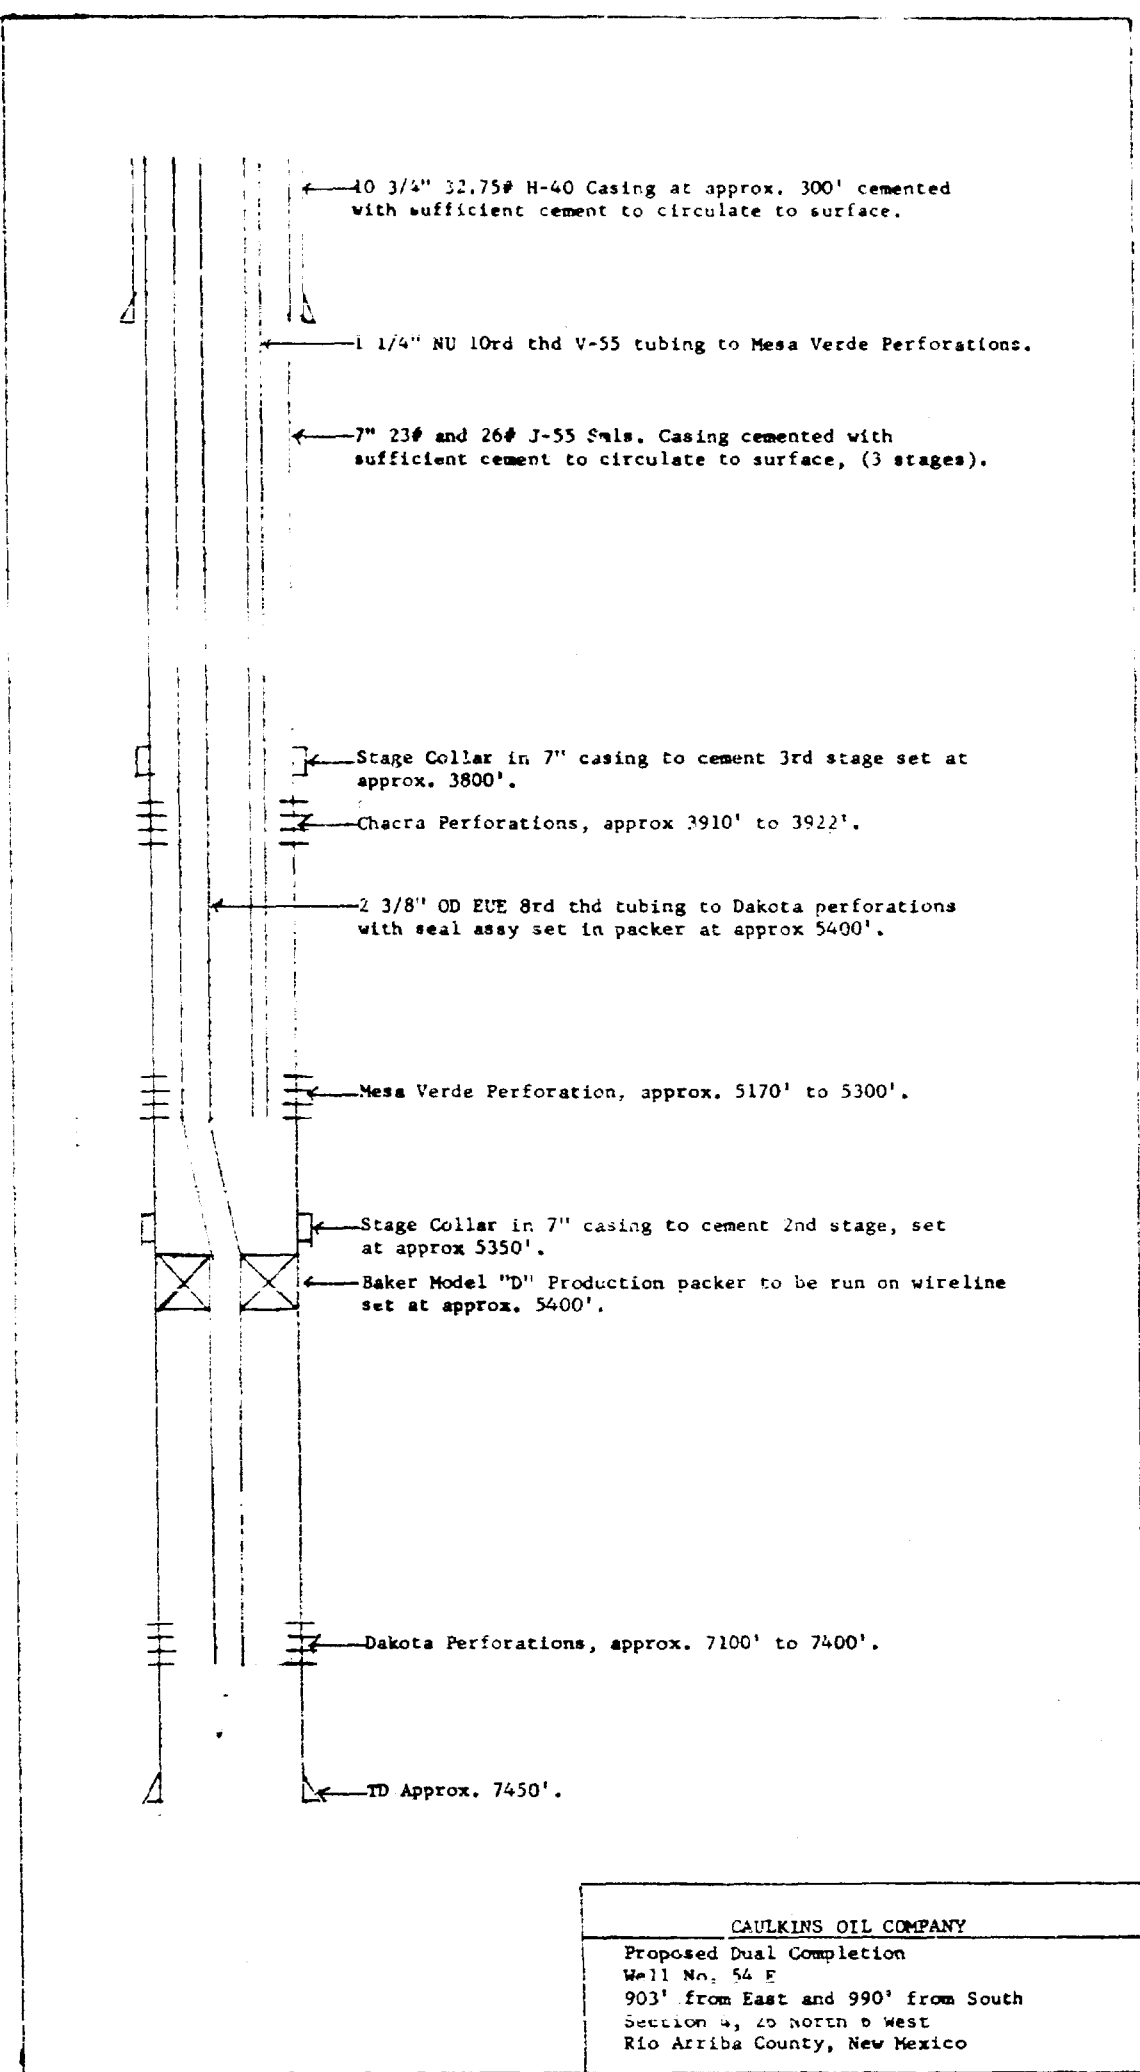 10 3/4" 32.75# H-40 Casing at approx. 300' cemented
with sufficient cement to circulate to surface.
1 1/4" NU 10rd thd V-55 tubing to Mesa Verde Perforations.
7" 23# and 26# J-55 Smls. Casing cemented with
sufficient cement to circulate to surface, (3 stages).
Stage Collar in 7" casing to cement 3rd stage set at
approx. 3800'.
Chacra Perforations, approx 3910' to 3922'.
2 3/8" OD EUE 8rd thd tubing to Dakota perforations
with seal assy set in packer at approx 5400'.
Mesa Verde Perforation, approx. 5170' to 5300'.
Stage Collar in 7" casing to cement 2nd stage, set
at approx 5350'.
Baker Model "D" Production packer to be run on wireline
set at approx. 5400'.
Dakota Perforations, approx. 7100' to 7400'.
TD Approx. 7450'.
CAULKINS OIL COMPANY
Proposed Dual Completion
Well No. 54
903' from East and 990' from South
Section 4, North 6 West
Rio Arriba County, New Mexico